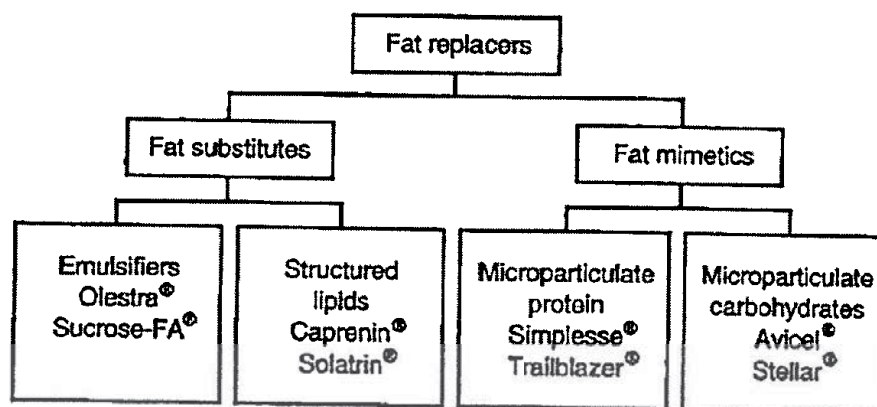 Fat replacers
Fat substitutes
Fat mimetics
Emulsifiers
Olestra®
Sucrose-FA®
Structured
lipids
Caprenin®
Solatrin®
Microparticulate
protein
Simplesse®
Trailblazer®
Microparticulate
carbohydrates
Avicel®
Stellar®